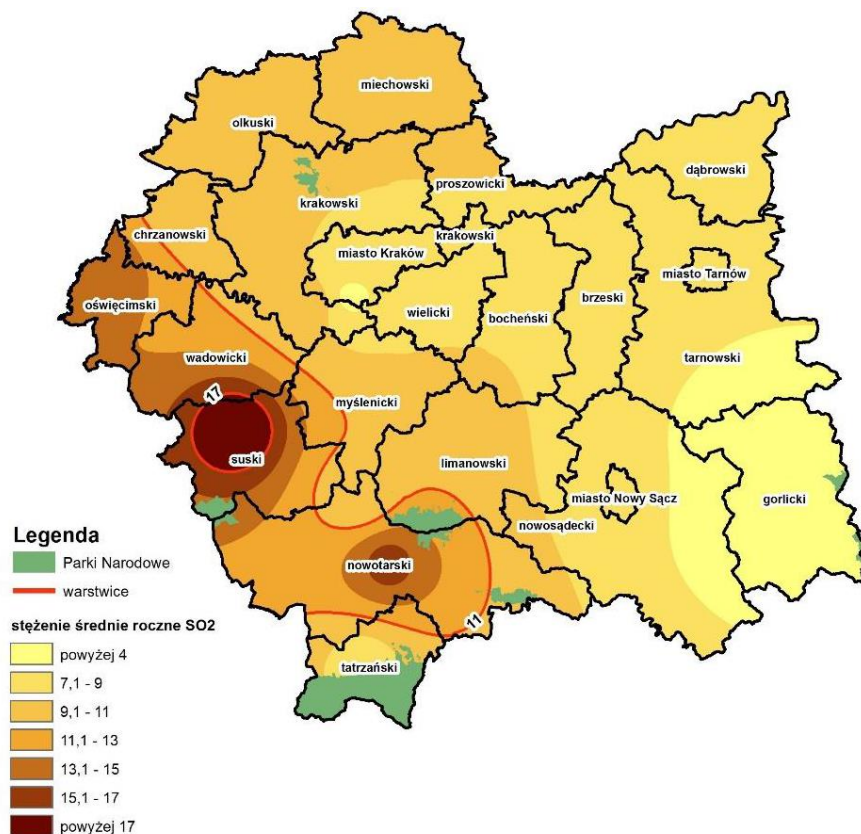 miechowski
olkuski
dąbrowski
proszowicki
krakowski
chrzanowski
krakowski
miasto Kraków
miasto Tarnów
oświęcimski
brzeski
wielicki
bocheński
wadowicki
tarnowski
17
myślenicki
suski
limanowski
miasto Nowy Sącz
gorlicki
nowosądecki
nowotarski
11
tatrzański
Legenda
Parki Narodowe
warstwice
stężenie średnie roczne SO2
powyżej 4
7,1 - 9
9,1 - 11
11,1 - 13
13,1 - 15
15,1 - 17
powyżej 17